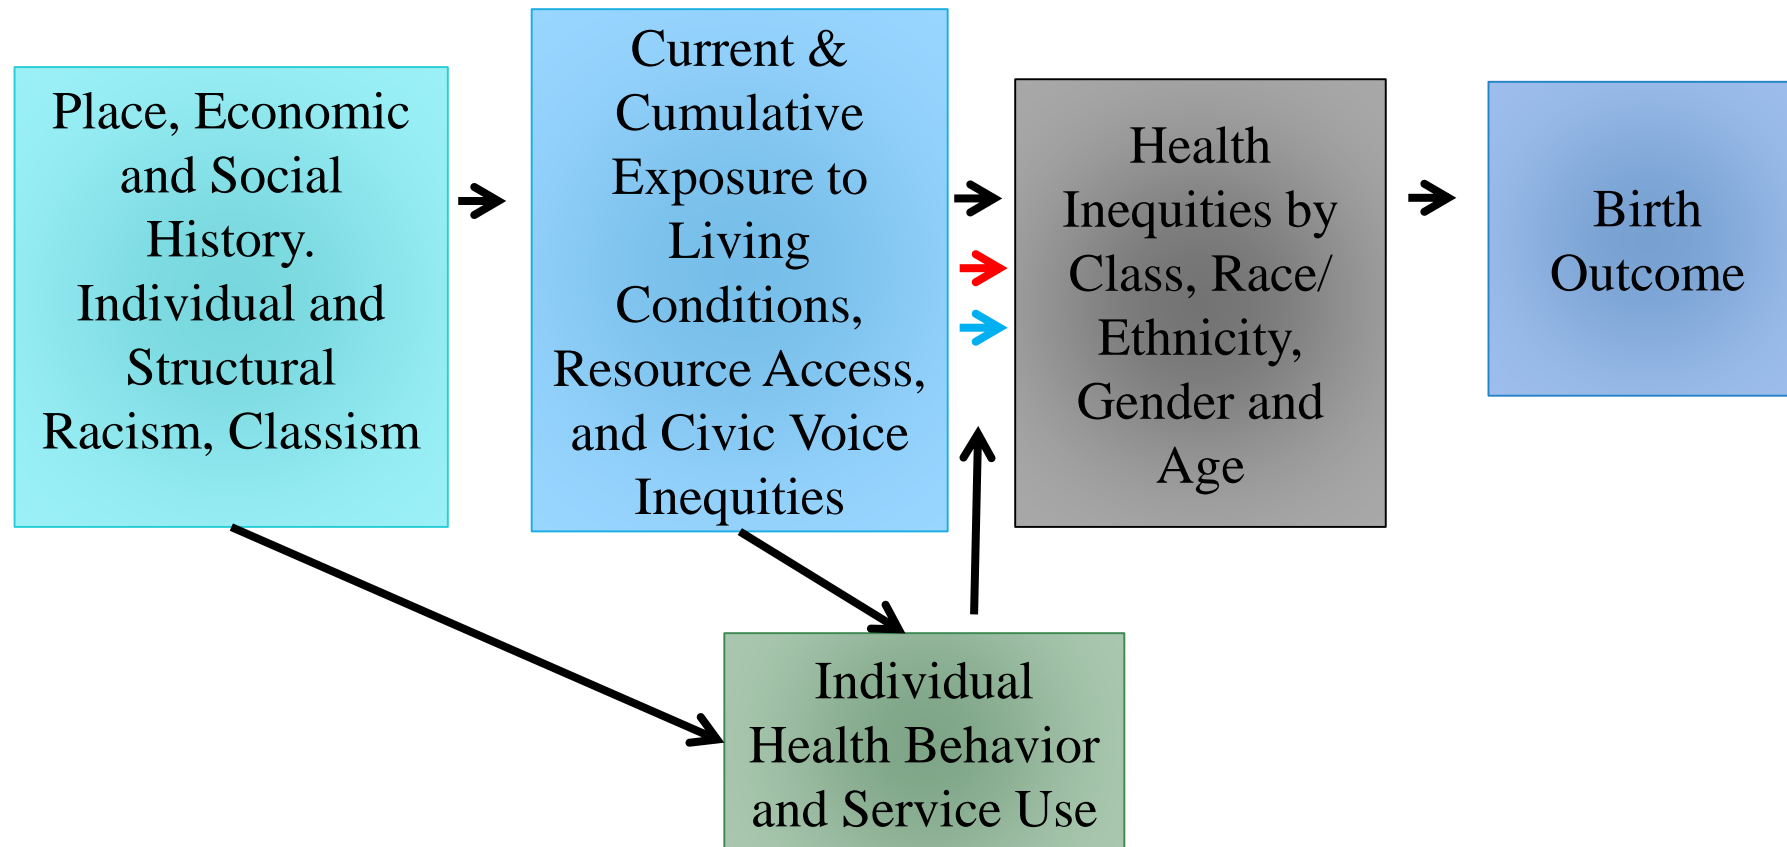 Place, Economic
and Social
History.
Individual and
Structural
Racism, Classism
Current &
Cumulative
Exposure to
Living
Conditions,
Resource Access,
and Civic Voice
Inequities
Health
Inequities by
Class, Race/
Ethnicity,
Gender and
Age
Birth
Outcome
Individual
Health Behavior
and Service Use